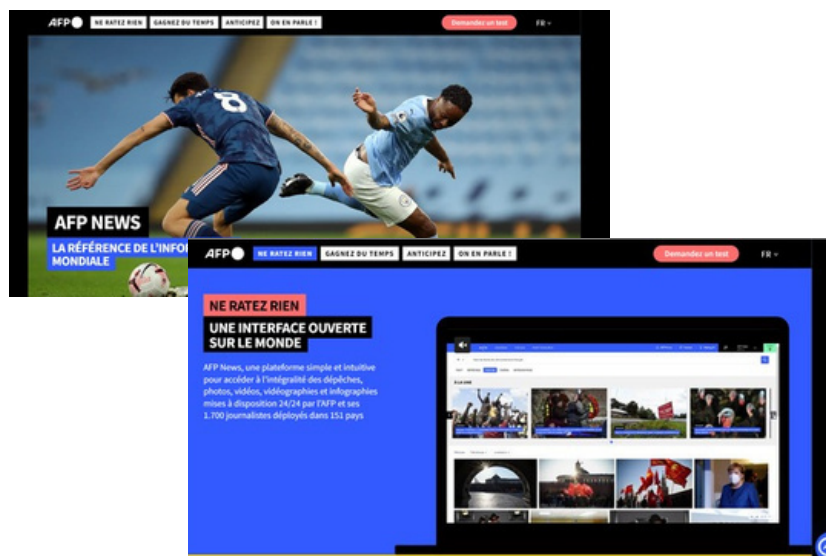 AFP NE RATEZ RIEN GAGNEZ DU TEMPS ANTICIPEZ ON EN PARLE ! Demandez un test FR
8
AFP NEWS
LA RÉFÉRENCE DE L'INFO
MONDIALE
AFP NE RATEZ RIEN GAGNEZ DU TEMPS ANTICIPEZ ON EN PARLE ! Demandez un test FR
NE RATEZ RIEN
UNE INTERFACE OUVERTE
SUR LE MONDE
AFP News, une plateforme simple et intuitive
pour accéder à l'intégralité des dépêches,
photos, vidéos, vidéographies et infographies
mises à disposition 24/24 par l'AFP et ses
1.700 journalistes déployés dans 151 pays
À LA UNE